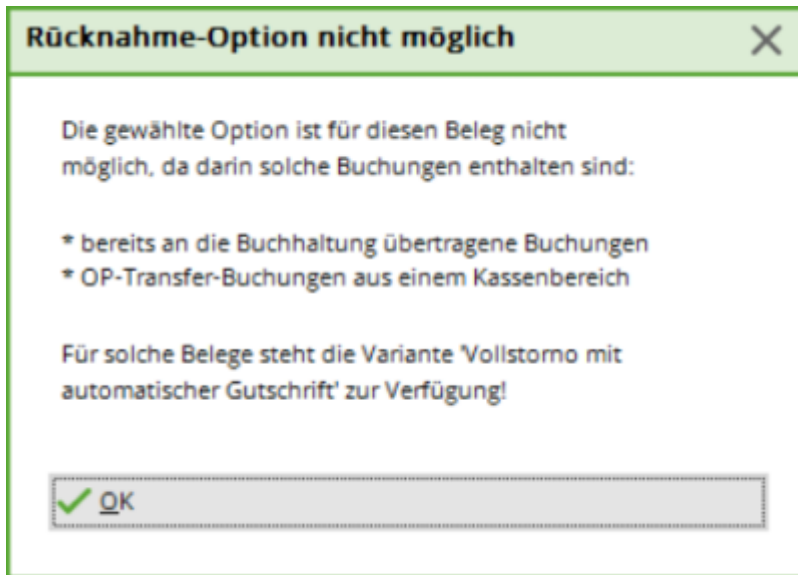 Rücknahme-Option nicht möglich
Die gewählte Option ist für diesen Beleg nicht
möglich, da darin solche Buchungen enthalten sind:
* bereits an die Buchhaltung übertragene Buchungen
* OP-Transfer-Buchungen aus einem Kassenbereich
Für solche Belege steht die Variante 'Vollstorno mit
automatischer Gutschrift' zur Verfügung!
OK